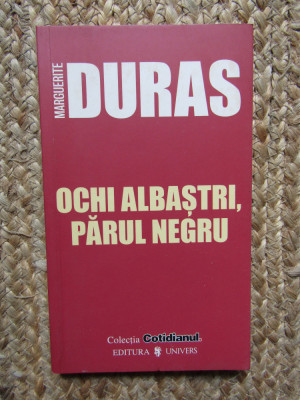 MARGUERITE
DURAS
OCHI ALBAȘTRI,
PĂRUL NEGRU
Colecția Cotidianul
EDITURA UNIVERS